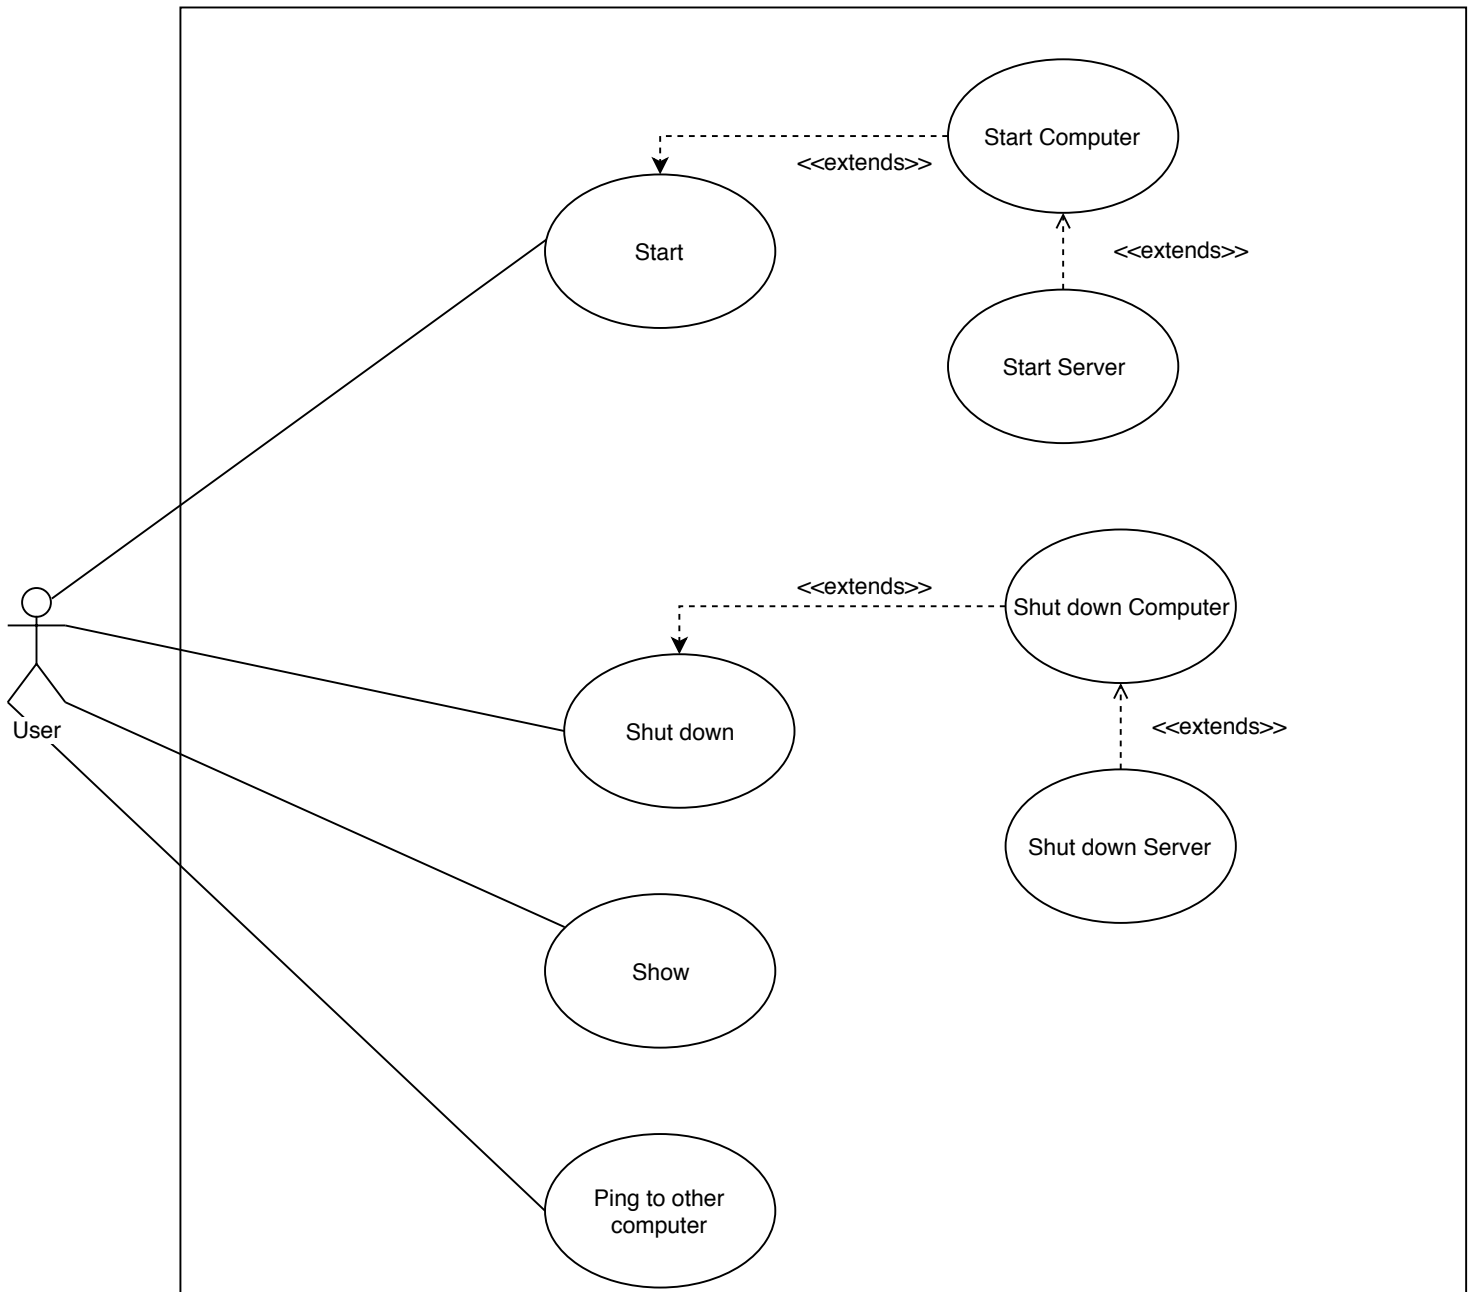 Start Computer
<<extends>>
Start
<<extends>>
Start Server
<<extends>>
Shut down Computer
<<extends>>
User
Shut down
Shut down Server
Show
Ping to other
computer